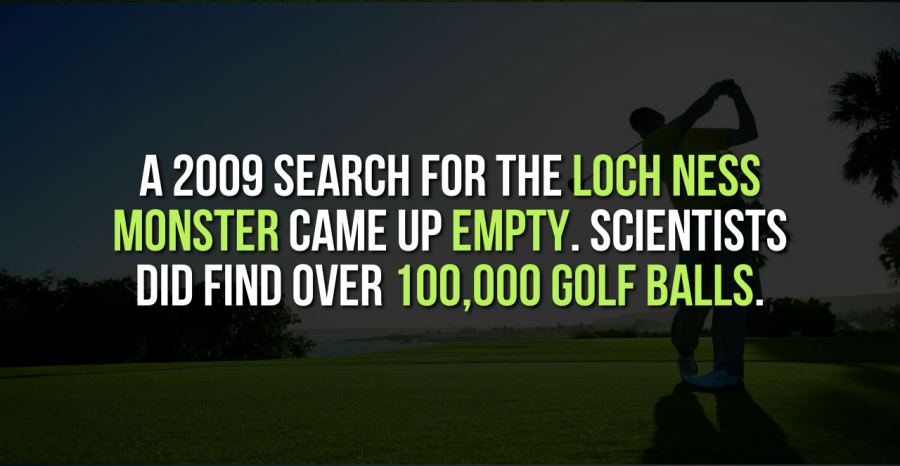 A 2009 SEARCH FOR THE LOCH NESS
MONSTER CAME UP EMPTY. SCIENTISTS
DID FIND OVER 100,000 GOLF BALLS.